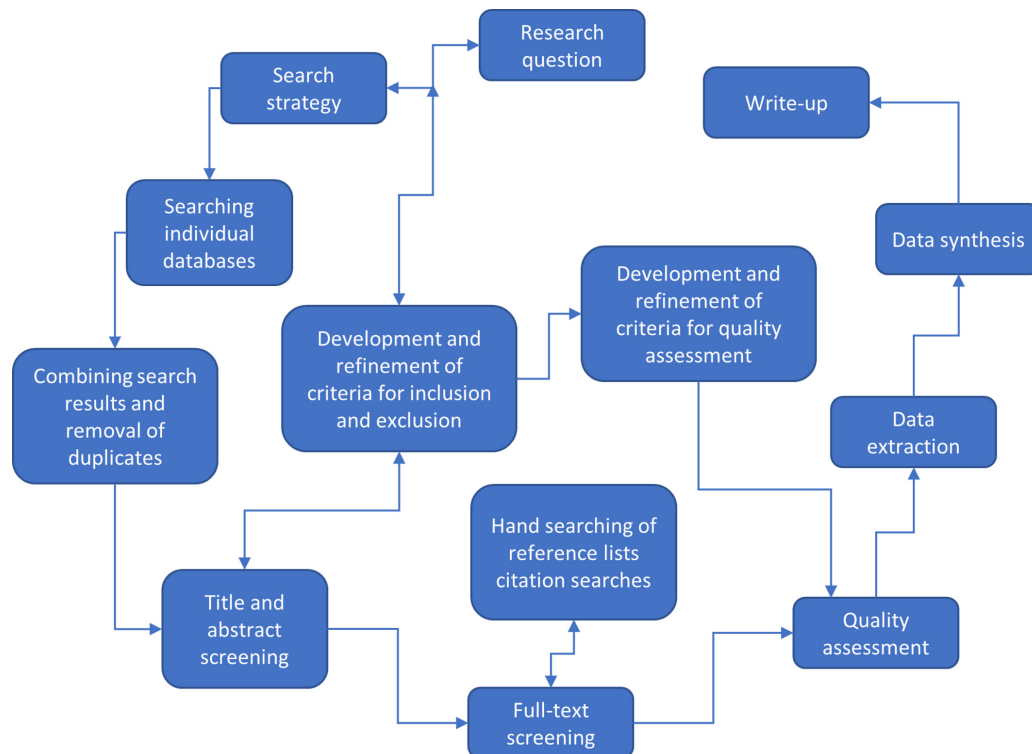 Research
question
Search
strategy
Write-up
Searching
individual
databases
Data synthesis
Development and
refinement of
criteria for quality
assessment
Development and
refinement of
criteria for inclusion
and exclusion
Combining search
results and
removal of
duplicates
Data
extraction
Hand searching of
reference lists
citation searches
Title and
abstract
screening
Quality
assessment
Full-text
screening